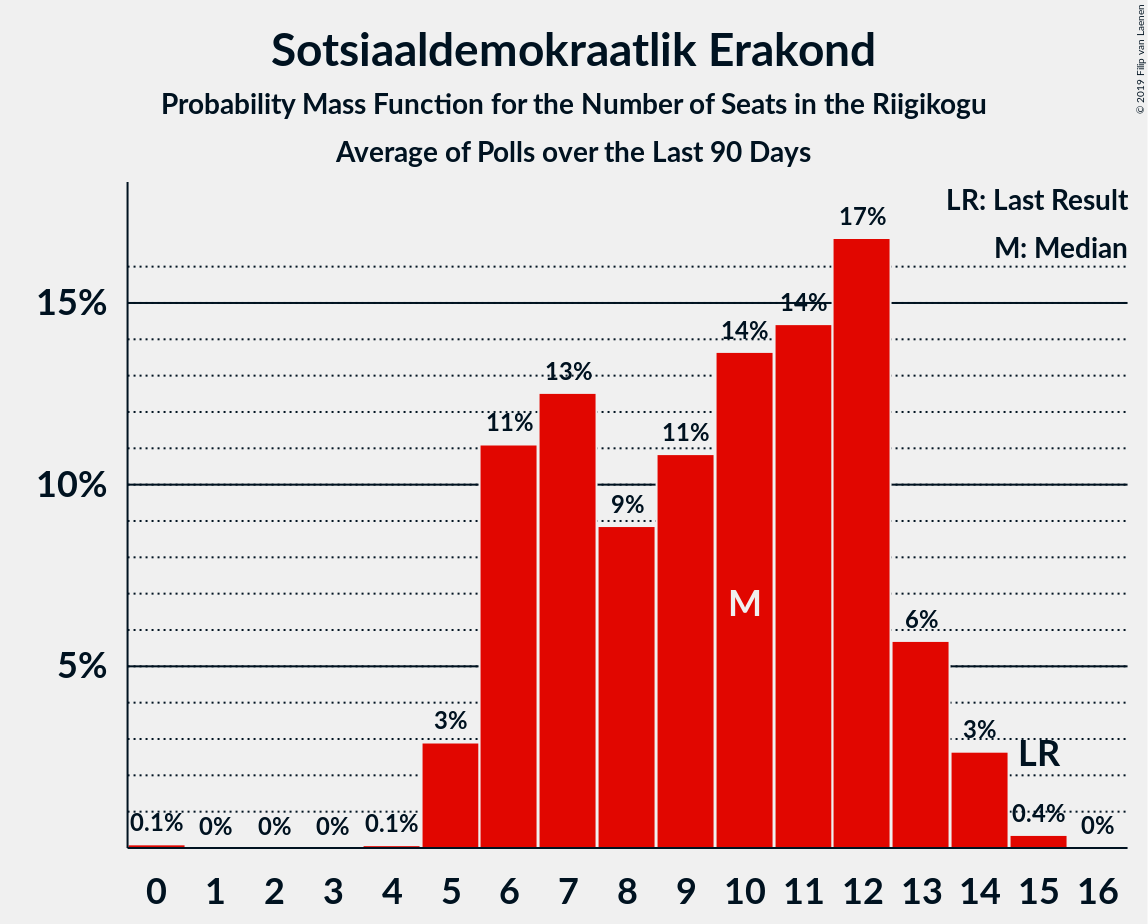 Sotsiaaldemokraatlik Erakond
Probability Mass Function for the Number of Seats in the Riigikogu
Average of Polls over the Last 90 Days
© 2019 Filip van Laenen
LR: Last Result
M: Median
15%
10%
5%
0.1%
0%
0%
0%
0.1%
3%
11%
13%
9%
11%
14%
14%
17%
6%
3%
0.4%
0%
M
LR
0 1 2 3 4 5 6 7 8 9 10 11 12 13 14 15 16